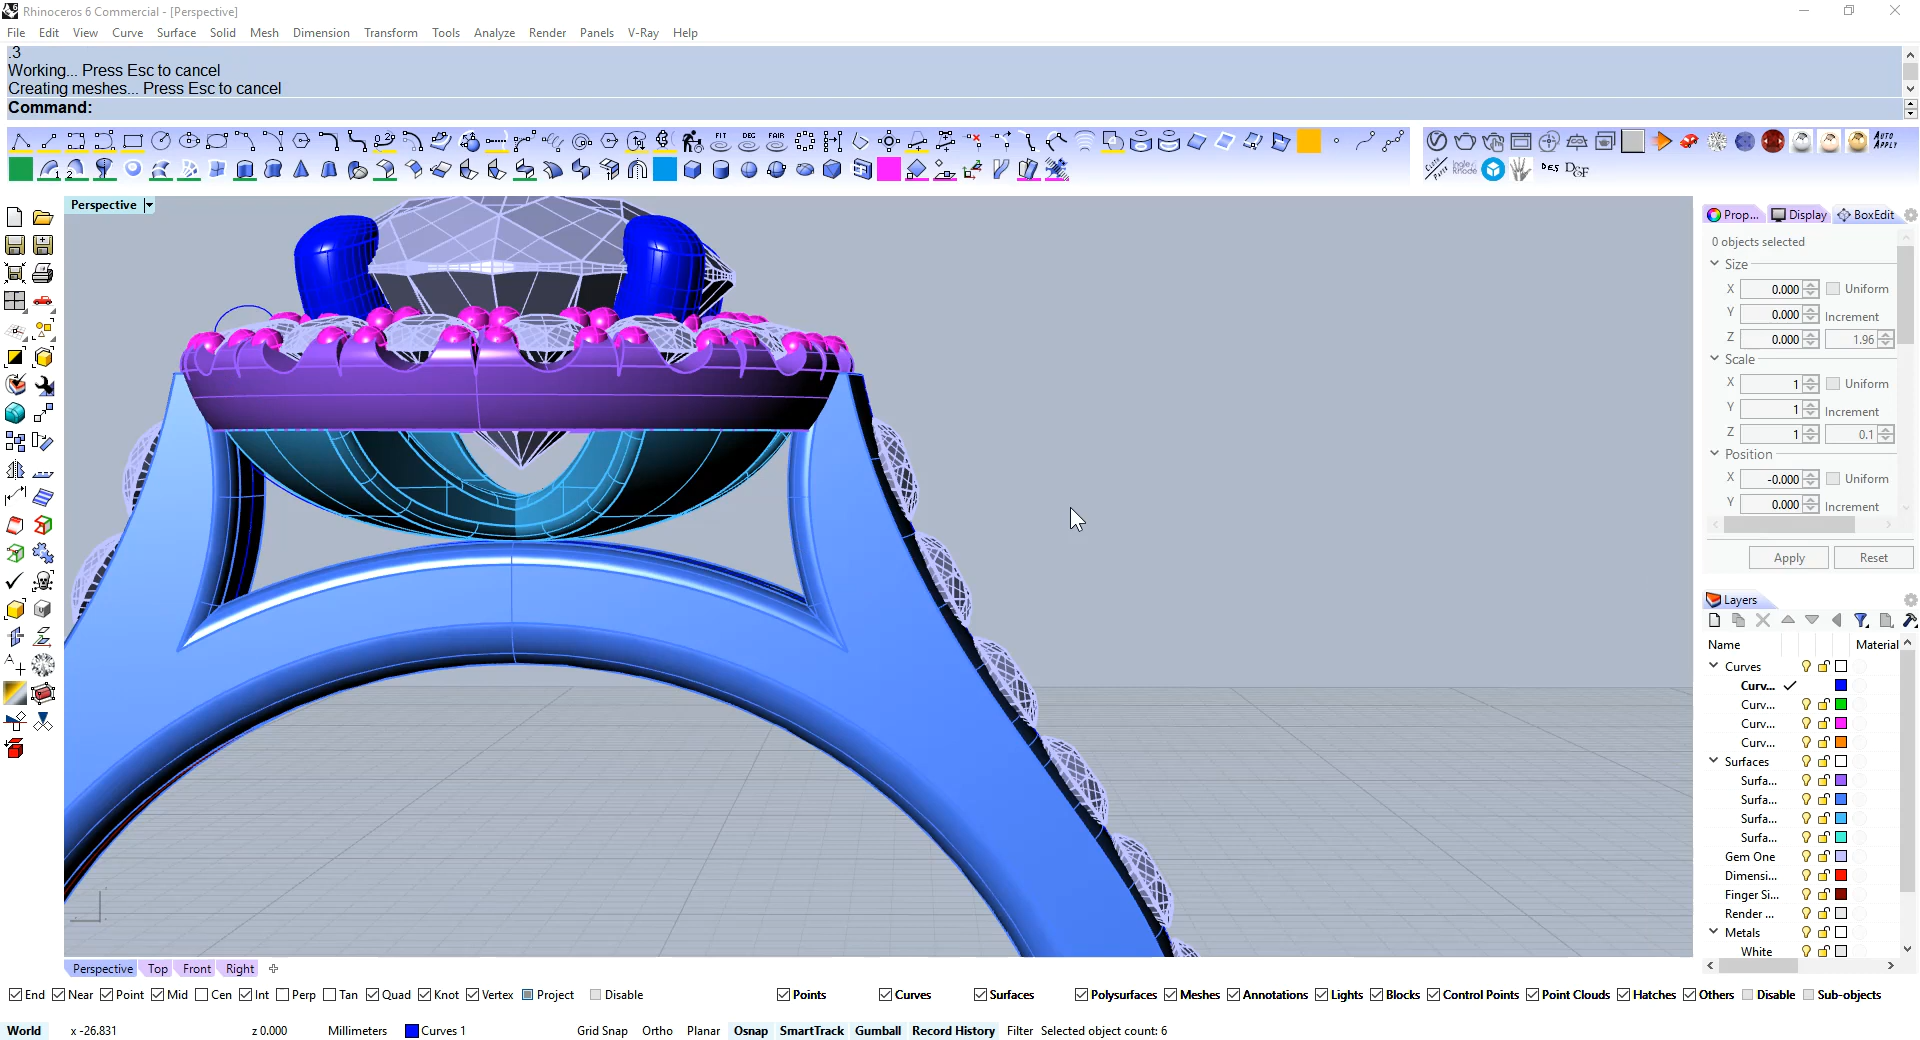 Rhinoceros 6 Commercial - [Perspective]
File Edit View Curve Surface Solid Mesh Dimension Transform Tools Analyze Render Panels V-Ray Help
.3
Working... Press Esc to cancel
Creating meshes... Press Esc to cancel
Command:
FIT DEG FAIR
AUTO APPLY
DES DCF
Perspective
Prop... Display BoxEdit
0 objects selected
Size
X 0.000 Uniform
Y 0.000 Increment
Z 0.000 1.96
Scale
X 1 Uniform
Y 1 Increment
Z 1 0.1
Position
X -0.000 Uniform
Y 0.000 Increment
Apply Reset
Layers
Name Material
Curves
Curv...
Curv...
Curv...
Curv...
Surfaces
Surfa...
Surfa...
Surfa...
Surfa...
Gem One
Dimensi...
Finger Si...
Render ...
Metals
White
Perspective Top Front Right
End Near Point Mid Cen Int Perp Tan Quad Knot Vertex Project Disable Points Curves Surfaces Polysurfaces Meshes Annotations Lights Blocks Control Points Point Clouds Hatches Others Disable Sub-objects
World x -26.831 z 0.000 Millimeters Curves 1 Grid Snap Ortho Planar Osnap SmartTrack Gumball Record History Filter Selected object count: 6